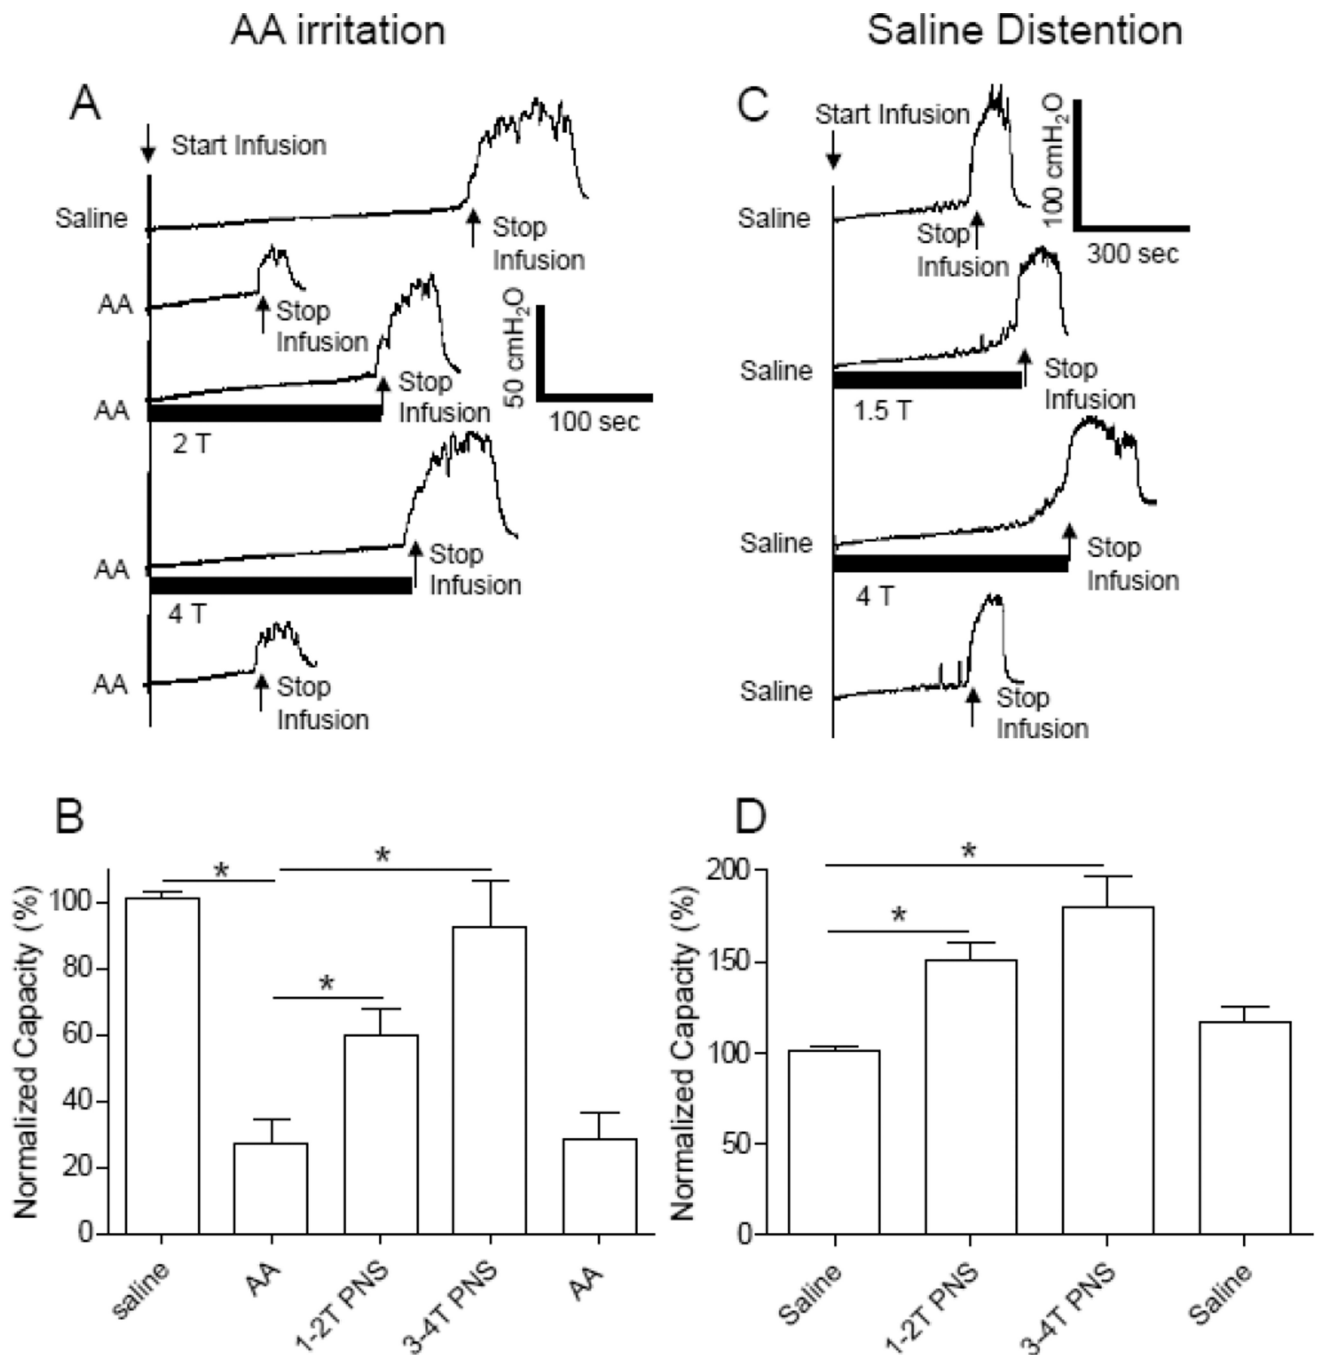 AA irritation
Saline Distention
A
Start Infusion
Saline
Stop
Infusion
AA
Stop
Infusion
50 cmH2O
100 sec
AA
Stop
Infusion
2 T
AA
Stop
Infusion
4 T
AA
Stop
Infusion
C
Start Infusion
100 cmH2O
300 sec
Saline
Stop
Infusion
Saline
Stop
Infusion
1.5 T
Saline
Stop
Infusion
4 T
Saline
Stop
Infusion
B
Normalized Capacity (%)
100
80
60
40
20
0
*
*
*
saline
AA
1-2T PNS
3-4T PNS
AA
D
Normalized Capacity (%)
200
150
100
50
0
*
*
Saline
1-2T PNS
3-4T PNS
Saline